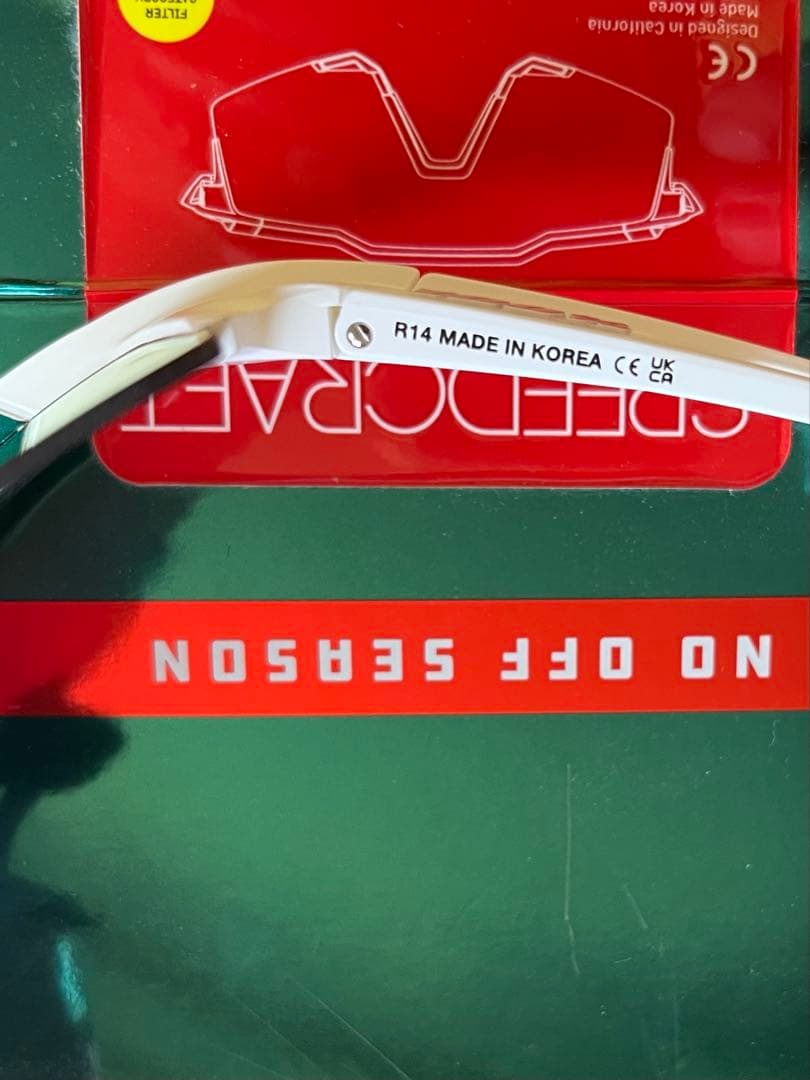 FILTER
CATEGORY
Designed in California
Made in Korea
CE
R14 MADE IN KOREA CE UK
CA
SPEEDCRAFT
NO OFF SEASON